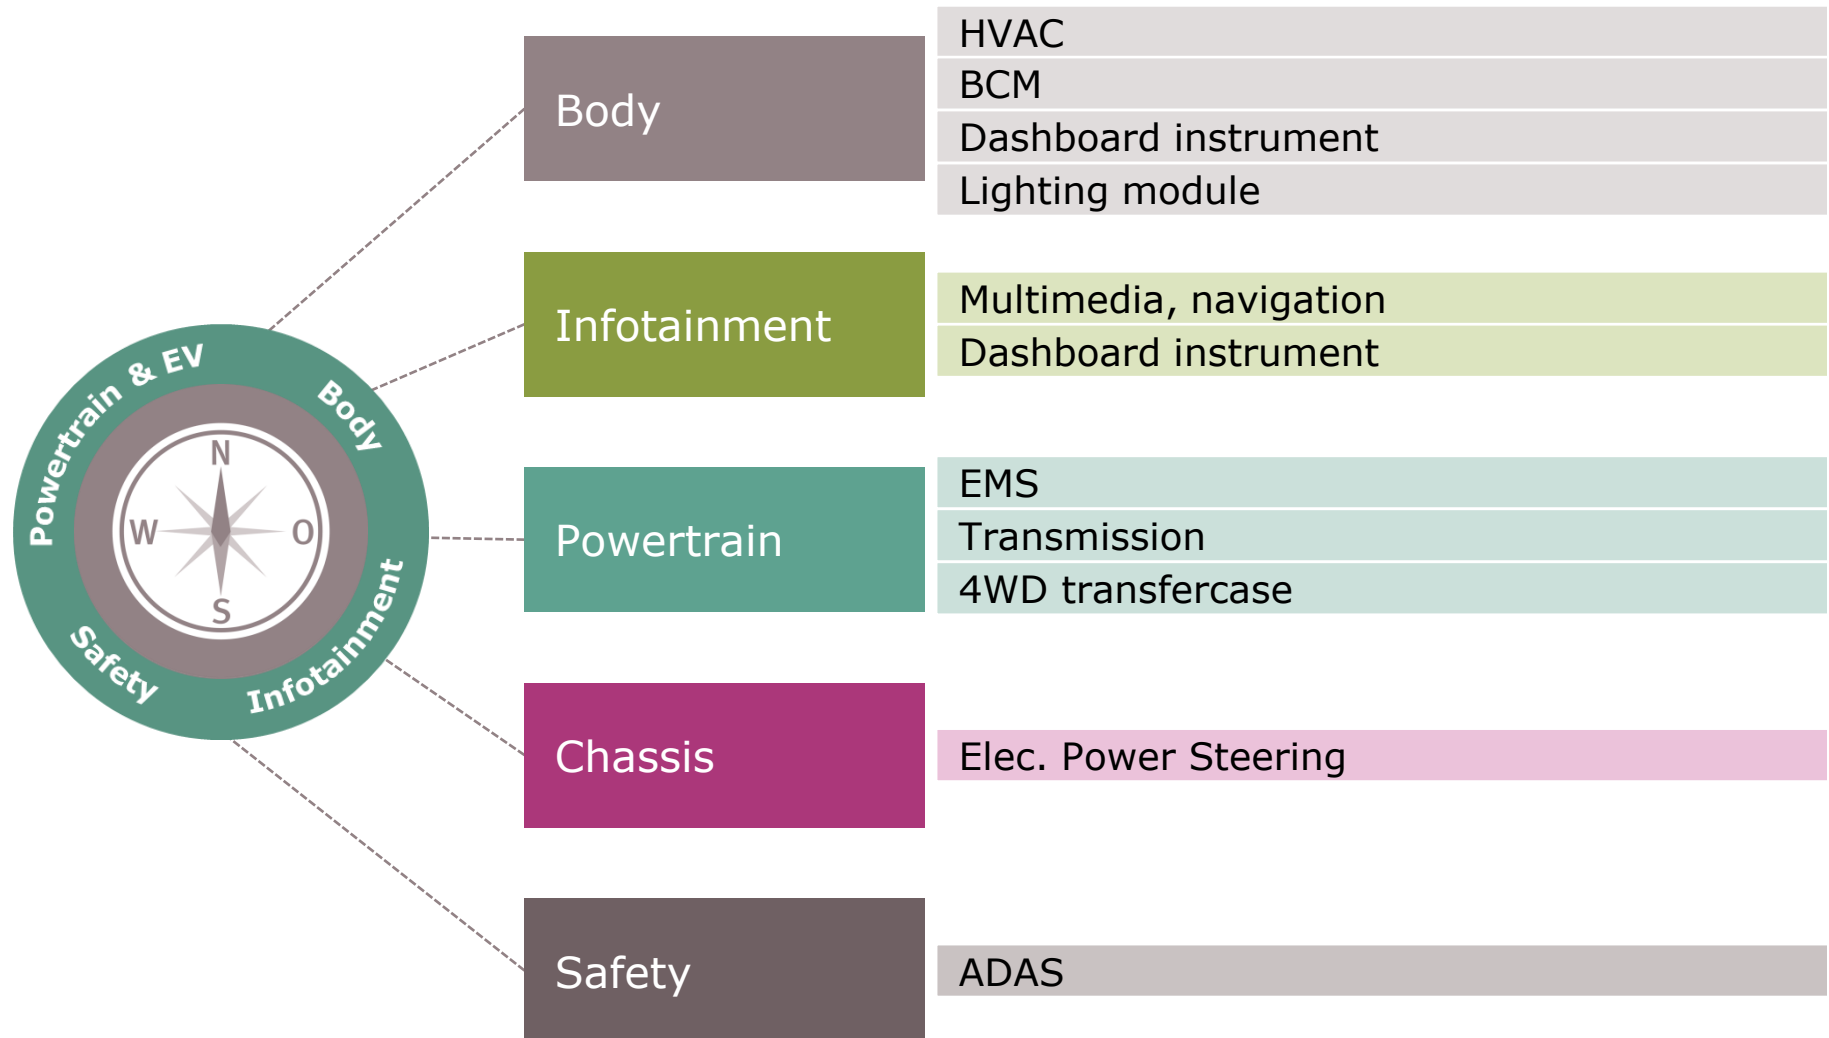 Powertrain & EV
Body
Infotainment
Safety
N
W
O
S
Body
HVAC
BCM
Dashboard instrument
Lighting module
Infotainment
Multimedia, navigation
Dashboard instrument
Powertrain
EMS
Transmission
4WD transfercase
Chassis
Elec. Power Steering
Safety
ADAS